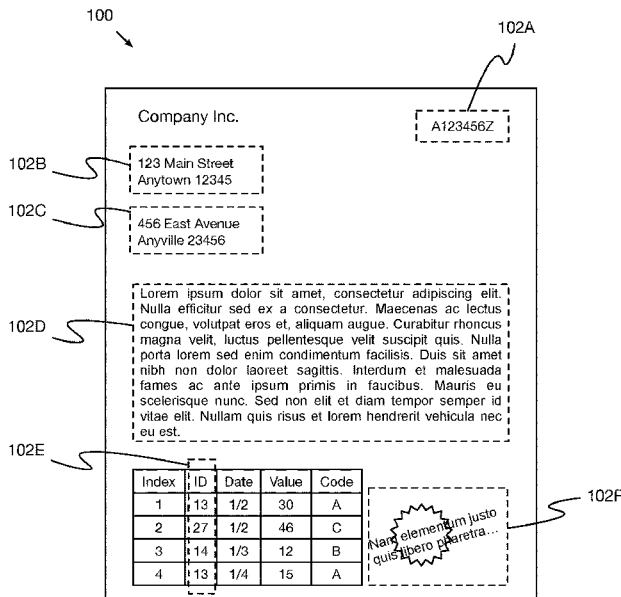 100
102A
Company Inc.
A123456Z
102B
123 Main Street
Anytown 12345
102C
456 East Avenue
Anyville 23456
102D
Lorem ipsum dolor sit amet, consectetur adipiscing elit.
Nulla efficitur sed ex a consectetur. Maecenas ac lectus
congue, volutpat eros et, aliquam augue. Curabitur rhoncus
magna velit, luctus pellentesque velit suscipit quis. Nulla
porta lorem sed enim condimentum facilisis. Duis sit amet
nibh non dolor laoreet sagittis. Interdum et malesuada
fames ac ante ipsum primis in faucibus. Mauris eu
scelerisque nunc. Sed non elit et diam tempor semper id
vitae elit. Nullam quis risus et lorem hendrerit vehicula nec
eu est.
102E
Index ID Date Value Code
1 13 1/2 30 A
2 27 1/2 46 C
3 14 1/3 12 B
4 13 1/4 15 A
102F
Nam elementum justo
quis libero pharetra...